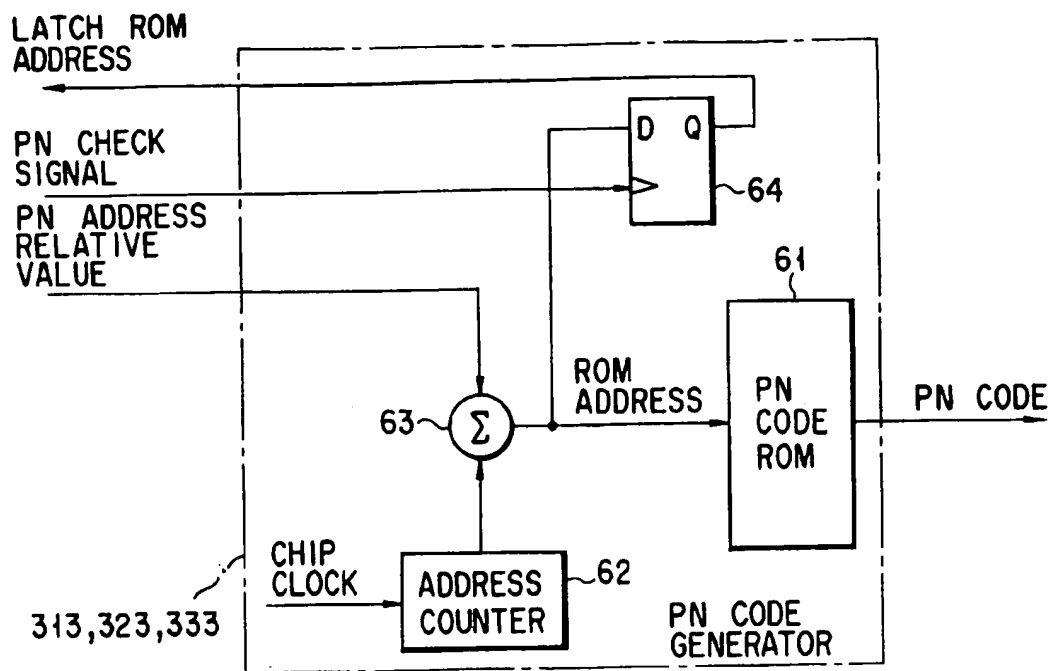 LATCH ROM
ADDRESS
PN CHECK
SIGNAL
PN ADDRESS
RELATIVE
VALUE
D Q
64
61
63
Σ
ROM
ADDRESS
PN
CODE
ROM
PN CODE
CHIP
CLOCK
ADDRESS
COUNTER
62
313,323,333
PN CODE
GENERATOR